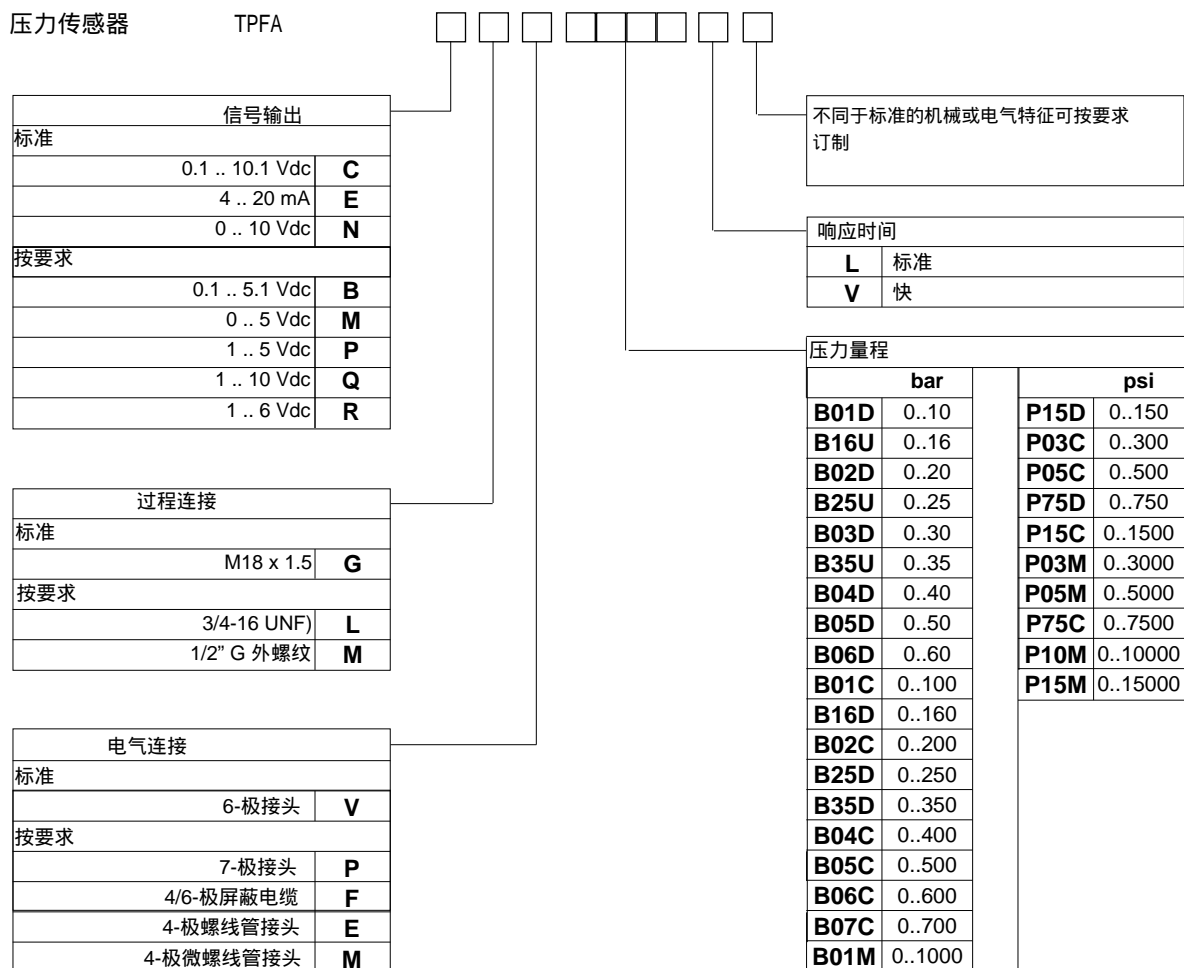 压力传感器 TPFA
信号输出
标准
0.1 .. 10.1 Vdc C
4 .. 20 mA E
0 .. 10 Vdc N
按要求
0.1 .. 5.1 Vdc B
0 .. 5 Vdc M
1 .. 5 Vdc P
1 .. 10 Vdc Q
1 .. 6 Vdc R
过程连接
标准
M18 x 1.5 G
按要求
3/4-16 UNF) L
1/2” G 外螺纹 M
电气连接
标准
6-极接头 V
按要求
7-极接头 P
4/6-极屏蔽电缆 F
4-极螺线管接头 E
4-极微螺线管接头 M
不同于标准的机械或电气特征可按要求
订制
响应时间
L 标准
V 快
压力量程
bar psi
B01D 0..10 P15D 0..150
B16U 0..16 P03C 0..300
B02D 0..20 P05C 0..500
B25U 0..25 P75D 0..750
B03D 0..30 P15C 0..1500
B35U 0..35 P03M 0..3000
B04D 0..40 P05M 0..5000
B05D 0..50 P75C 0..7500
B06D 0..60 P10M 0..10000
B01C 0..100 P15M 0..15000
B16D 0..160
B02C 0..200
B25D 0..250
B35D 0..350
B04C 0..400
B05C 0..500
B06C 0..600
B07C 0..700
B01M 0..1000